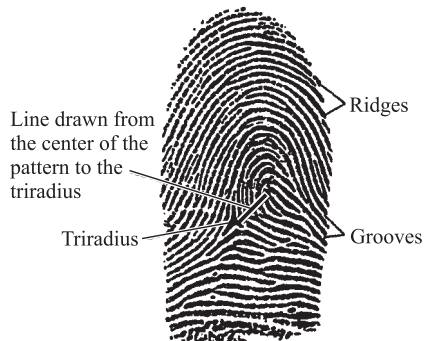 Ridges
Line drawn from
the center of the
pattern to the
triradius
Triradius
Grooves